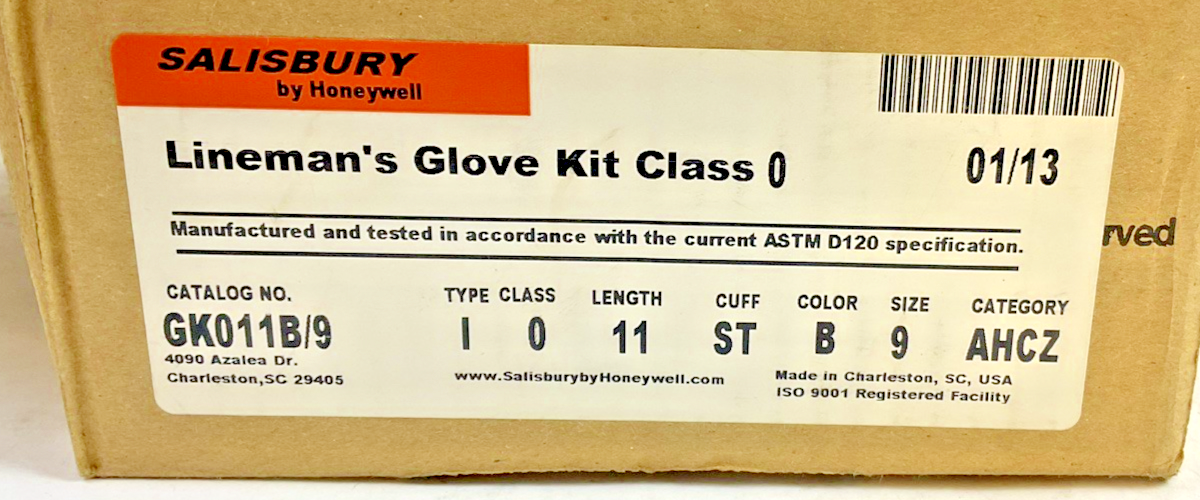 SALISBURY
by Honeywell
Lineman's Glove Kit Class 0 01/13
Manufactured and tested in accordance with the current ASTM D120 specification.
rved
CATALOG NO. TYPE CLASS LENGTH CUFF COLOR SIZE CATEGORY
GK011B/9 I 0 11 ST B 9 AHCZ
4090 Azalea Dr.
Charleston,SC 29405 www.SalisburybyHoneywell.com Made in Charleston, SC, USA
ISO 9001 Registered Facility